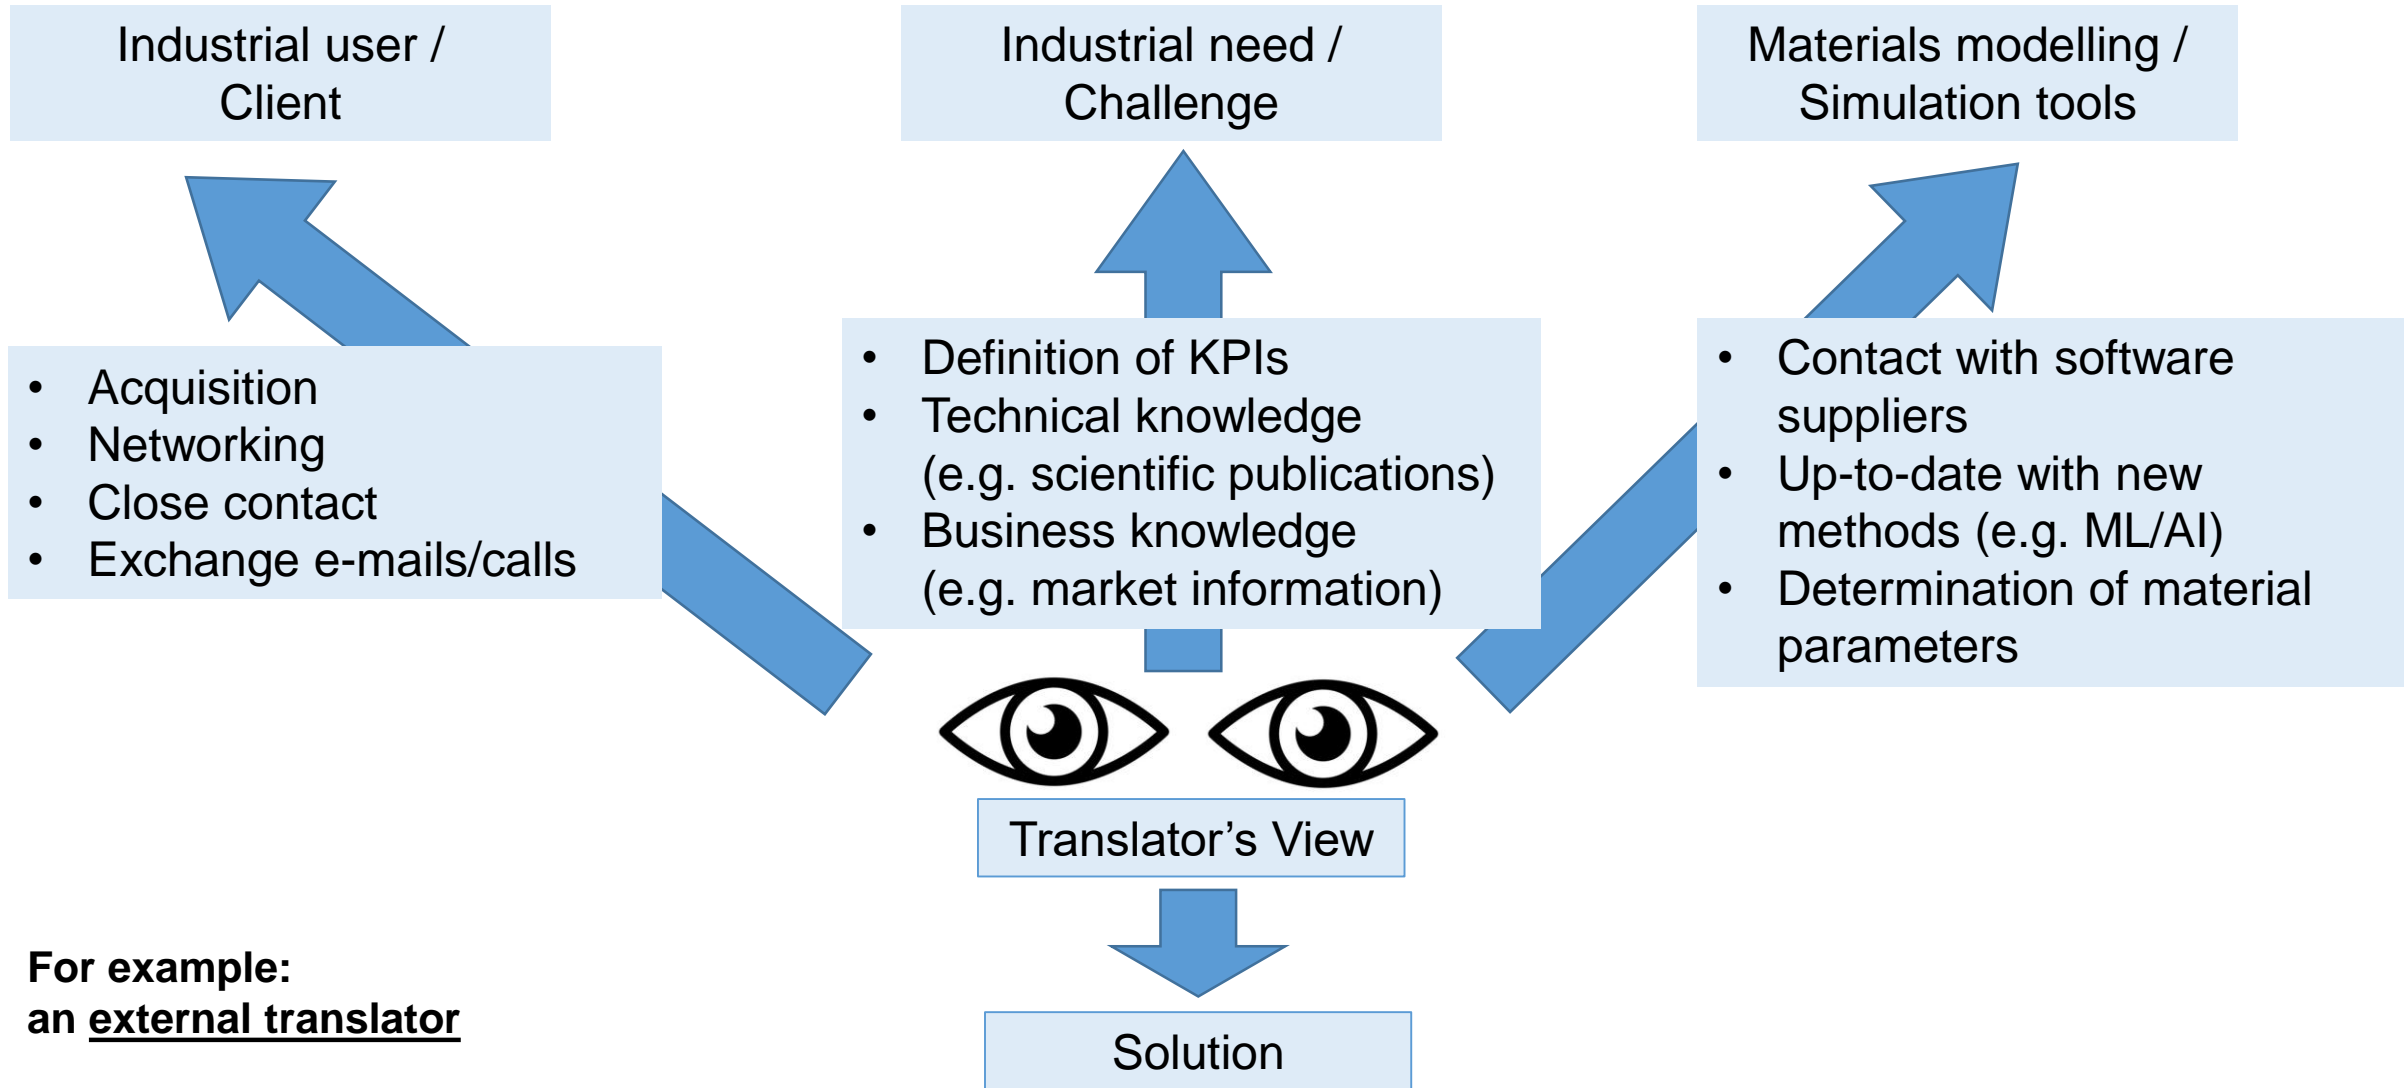 Industrial user /
Client
Industrial need /
Challenge
Materials modelling /
Simulation tools
• Acquisition
• Networking
• Close contact
• Exchange e-mails/calls
• Definition of KPIs
• Technical knowledge
(e.g. scientific publications)
• Business knowledge
(e.g. market information)
• Contact with software
suppliers
• Up-to-date with new
methods (e.g. ML/AI)
• Determination of material
parameters
Translator’s View
For example:
an external translator
Solution